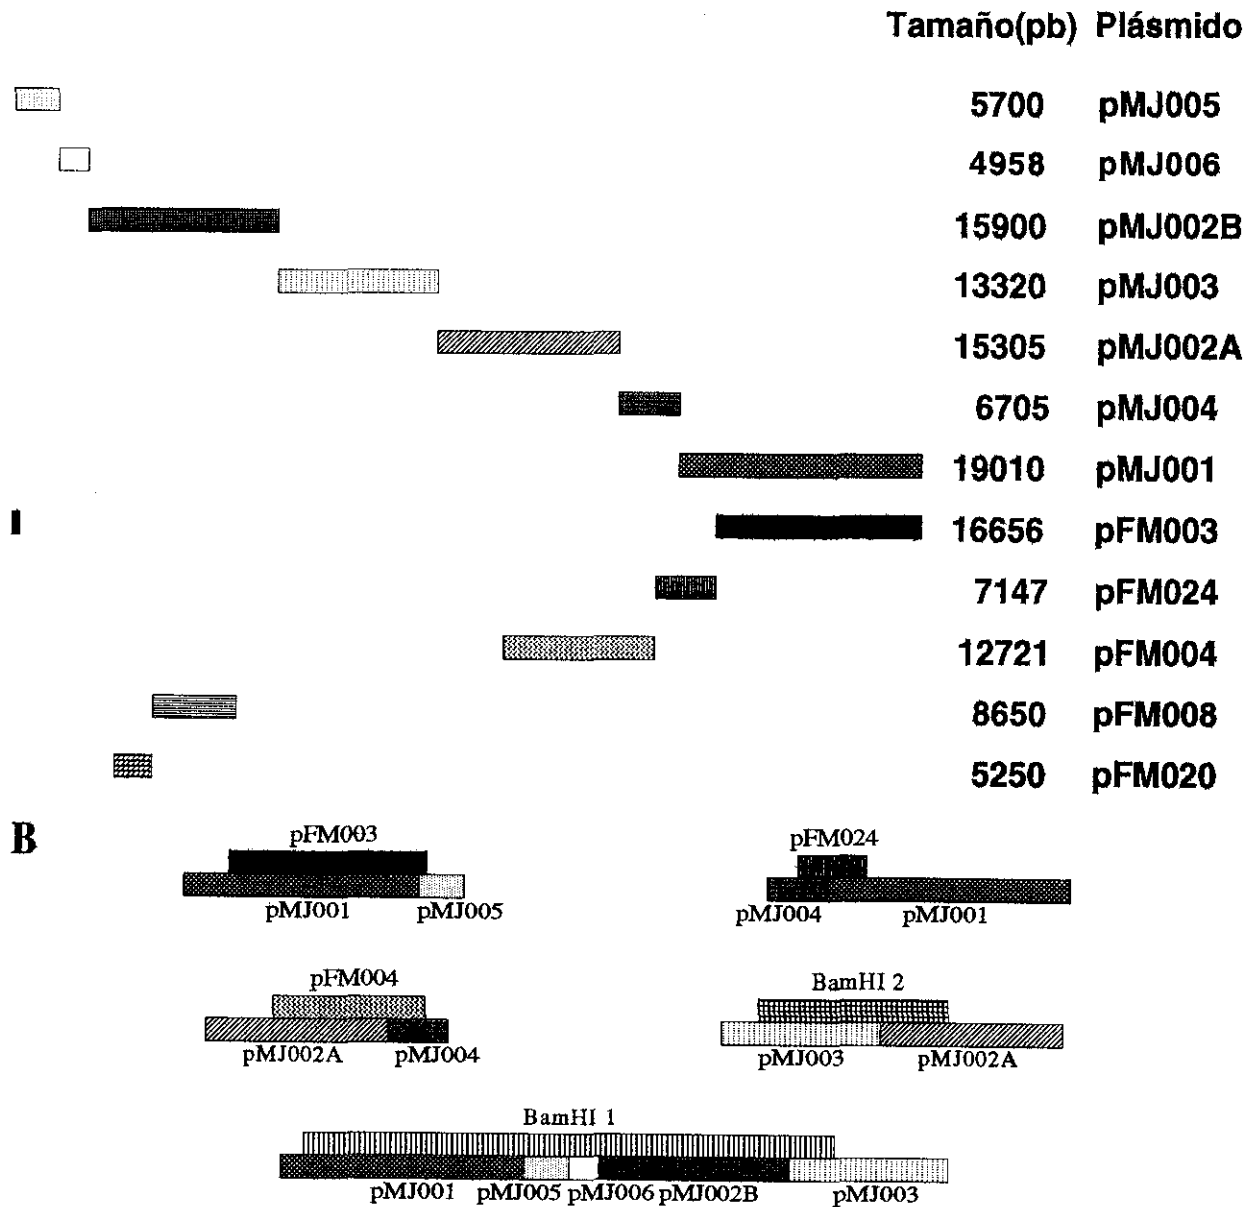 Tamaño(pb) Plásmido
5700 pMJ005
4958 pMJ006
15900 pMJ002B
13320 pMJ003
15305 pMJ002A
6705 pMJ004
19010 pMJ001
16656 pFM003
7147 pFM024
12721 pFM004
8650 pFM008
5250 pFM020
B
pFM003
pMJ001 pMJ005
pFM024
pMJ004 pMJ001
pFM004
pMJ002A pMJ004
BamHI 2
pMJ003 pMJ002A
BamHI 1
pMJ001 pMJ005 pMJ006 pMJ002B pMJ003